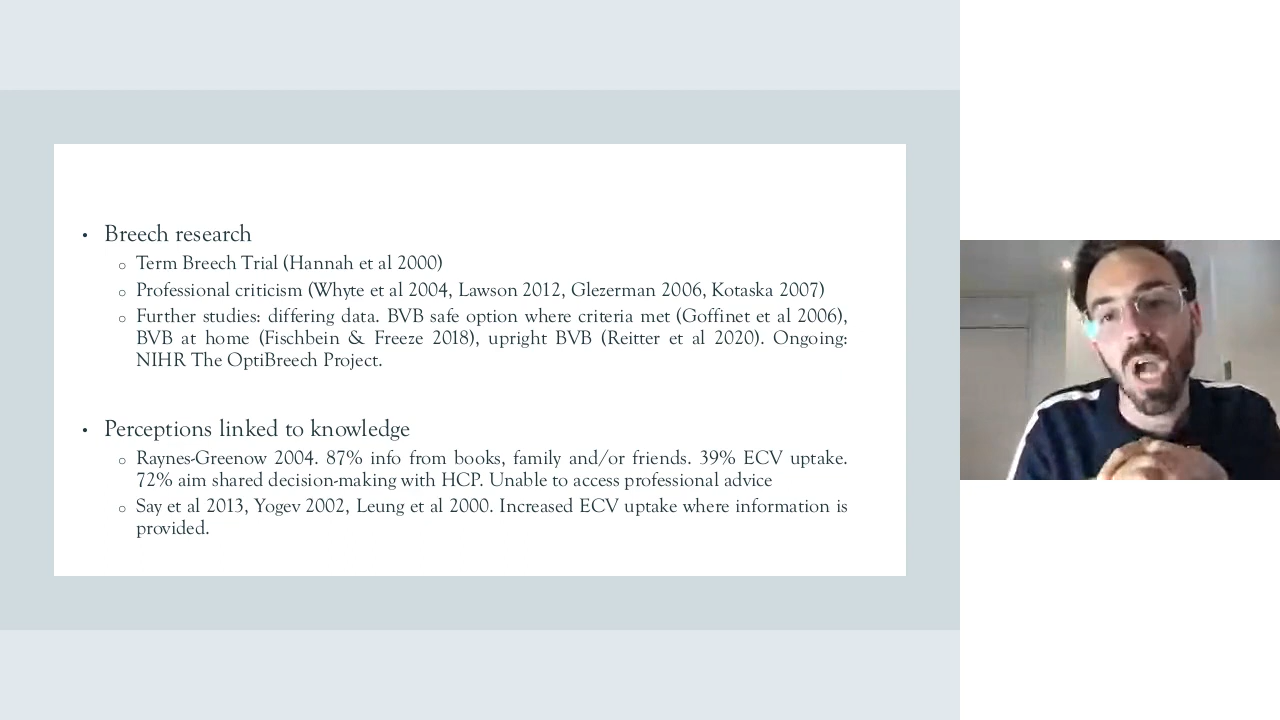 • Breech research
o Term Breech Trial (Hannah et al 2000)
o Professional criticism (Whyte et al 2004, Lawson 2012, Glezerman 2006, Kotaska 2007)
o Further studies: differing data. BVB safe option where criteria met (Goffinet et al 2006),
BVB at home (Fischbein & Freeze 2018), upright BVB (Reitter et al 2020). Ongoing:
NIHR The OptiBreech Project.
• Perceptions linked to knowledge
o Raynes-Greenow 2004. 87% info from books, family and/or friends. 39% ECV uptake.
72% aim shared decision-making with HCP. Unable to access professional advice
o Say et al 2013, Yogev 2002, Leung et al 2000. Increased ECV uptake where information is
provided.